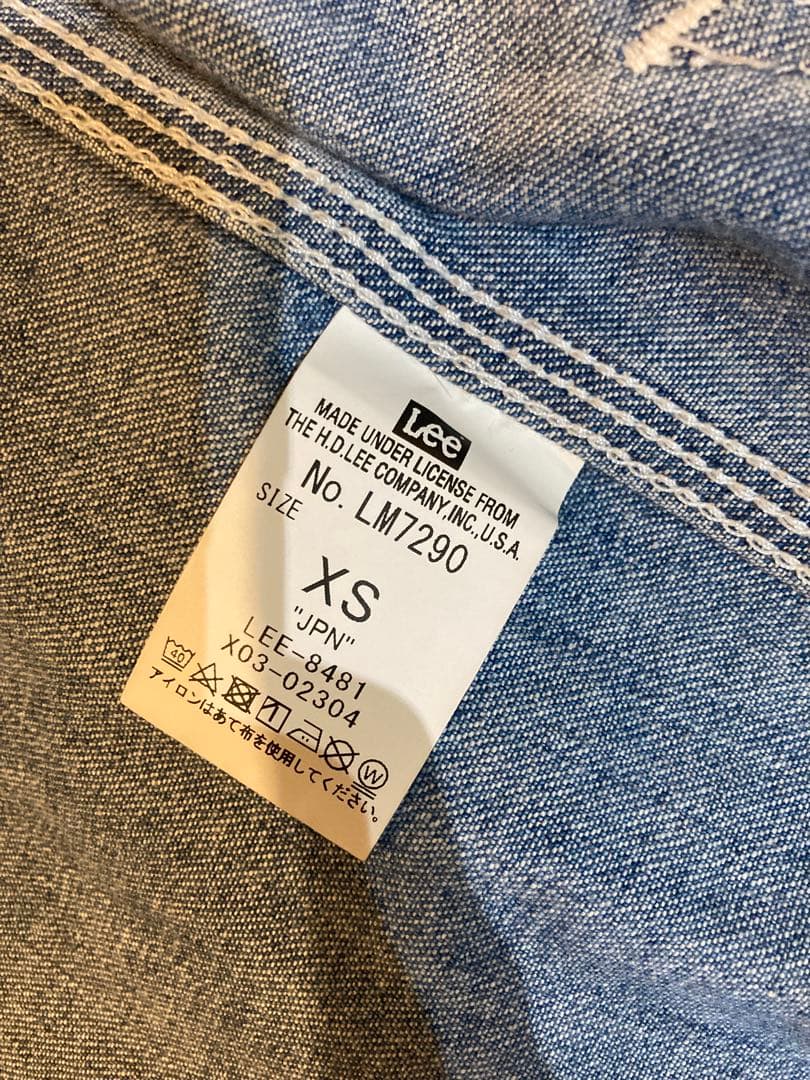 Lee
MADE UNDER LICENSE FROM
THE H.D.LEE COMPANY,INC.,U.S.A.
No. LM7290
SIZE
XS
"JPN"
LEE-8481
X03-02304
40
W
アイロンはあて布を使用してください。